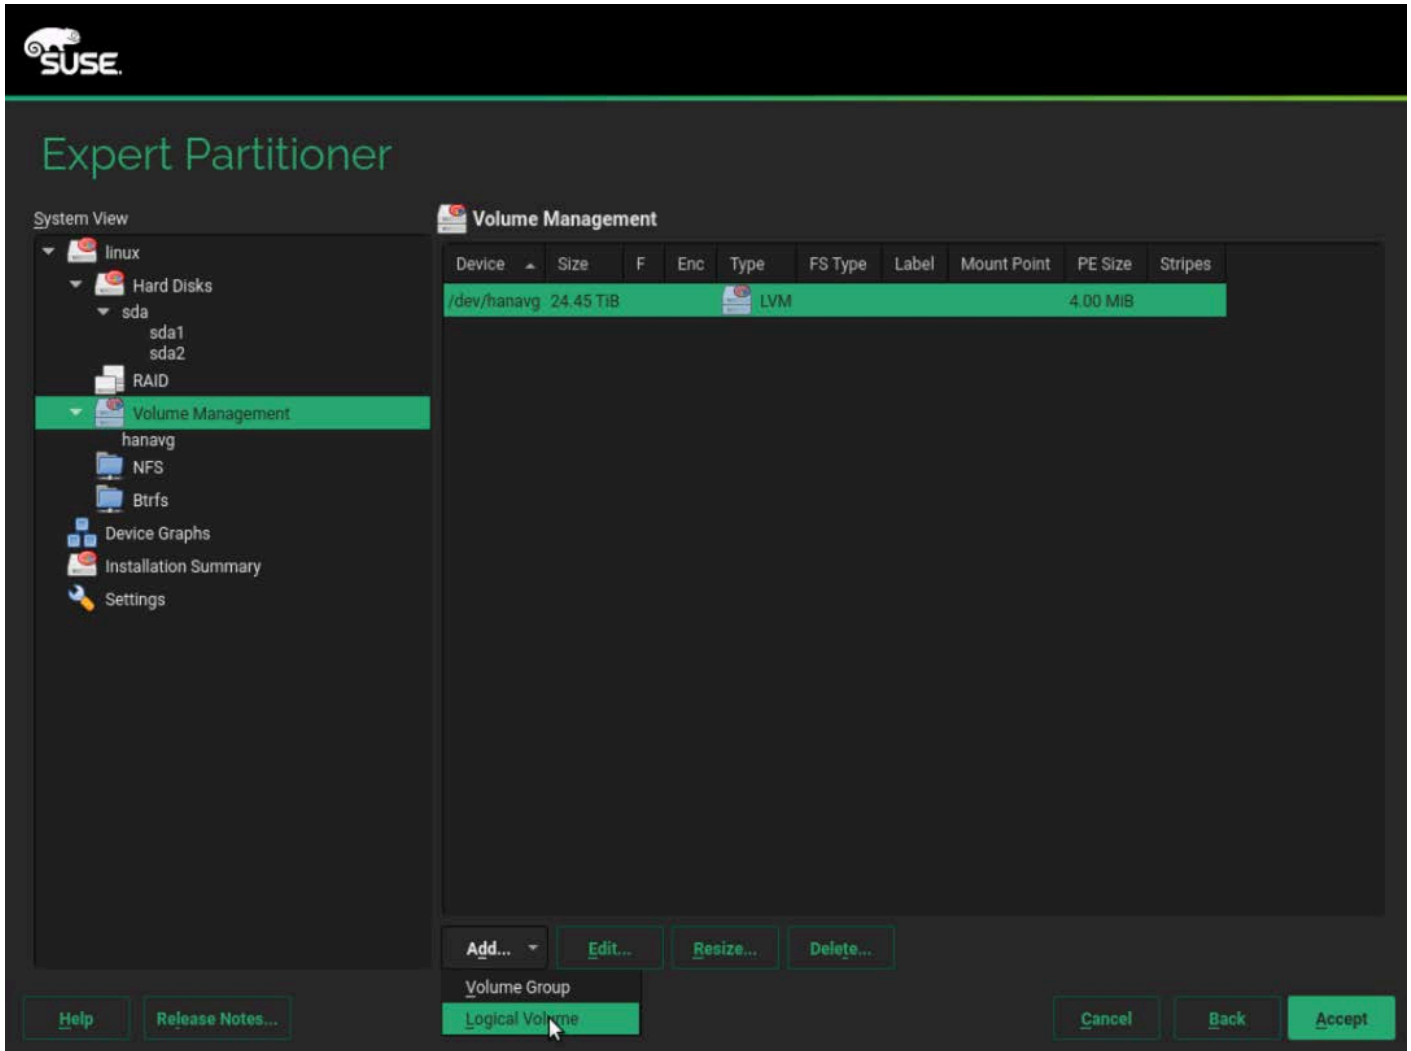 SUSE.
Expert Partitioner
System View
linux
Hard Disks
sda
sda1
sda2
RAID
Volume Management
hanavg
NFS
Btrfs
Device Graphs
Installation Summary
Settings
Volume Management
Device Size F Enc Type FS Type Label Mount Point PE Size Stripes
/dev/hanavg 24.45 TiB LVM 4.00 MiB
Add... Edit... Resize... Delete...
Volume Group
Logical Volume
Help Release Notes... Cancel Back Accept